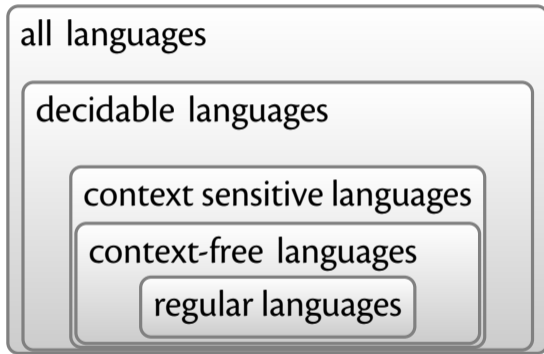 all languages
decidable languages
context sensitive languages
context-free languages
regular languages